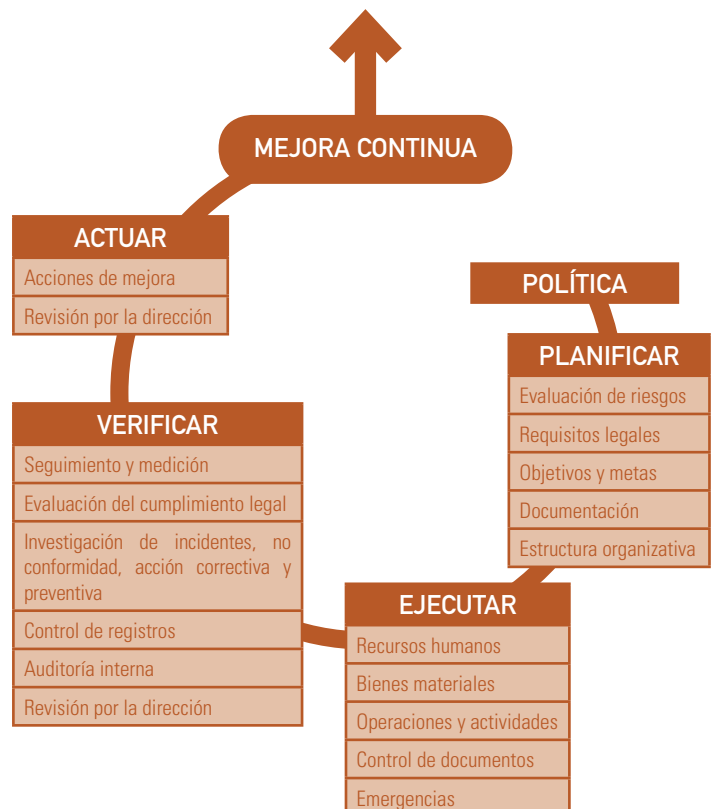 MEJORA CONTINUA
ACTUAR
Acciones de mejora
Revisión por la dirección
POLÍTICA
PLANIFICAR
Evaluación de riesgos
Requisitos legales
Objetivos y metas
Documentación
Estructura organizativa
VERIFICAR
Seguimiento y medición
Evaluación del cumplimiento legal
Investigación de incidentes, no
conformidad, acción correctiva y
preventiva
Control de registros
Auditoría interna
Revisión por la dirección
EJECUTAR
Recursos humanos
Bienes materiales
Operaciones y actividades
Control de documentos
Emergencias